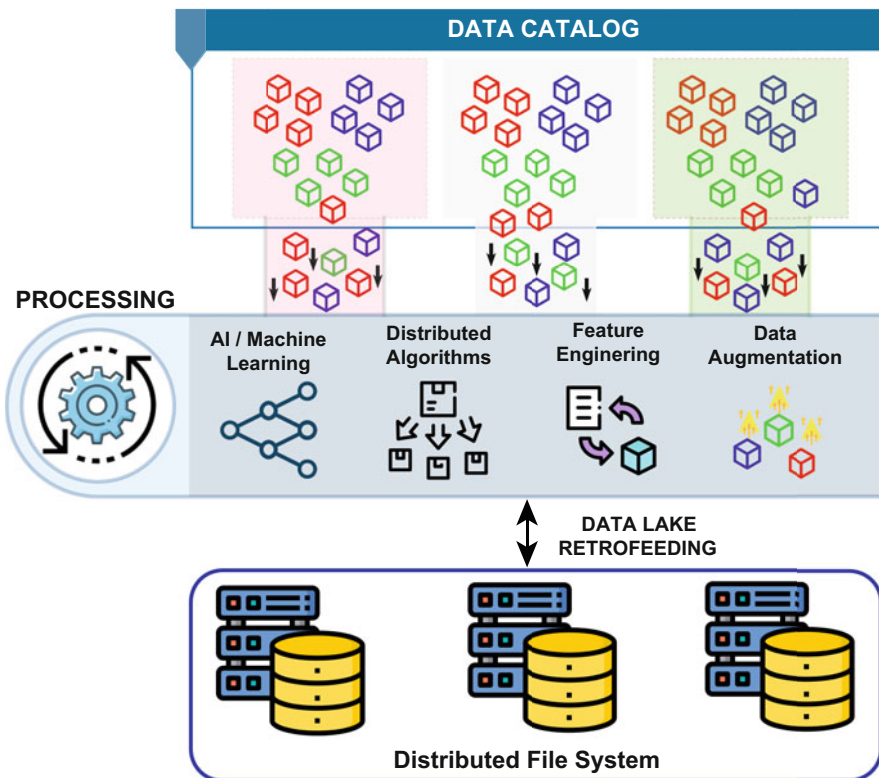 DATA CATALOG
PROCESSING
AI / Machine
Learning
Distributed
Algorithms
Feature
Enginering
Data
Augmentation
DATA LAKE
RETROFEEDING
Distributed File System